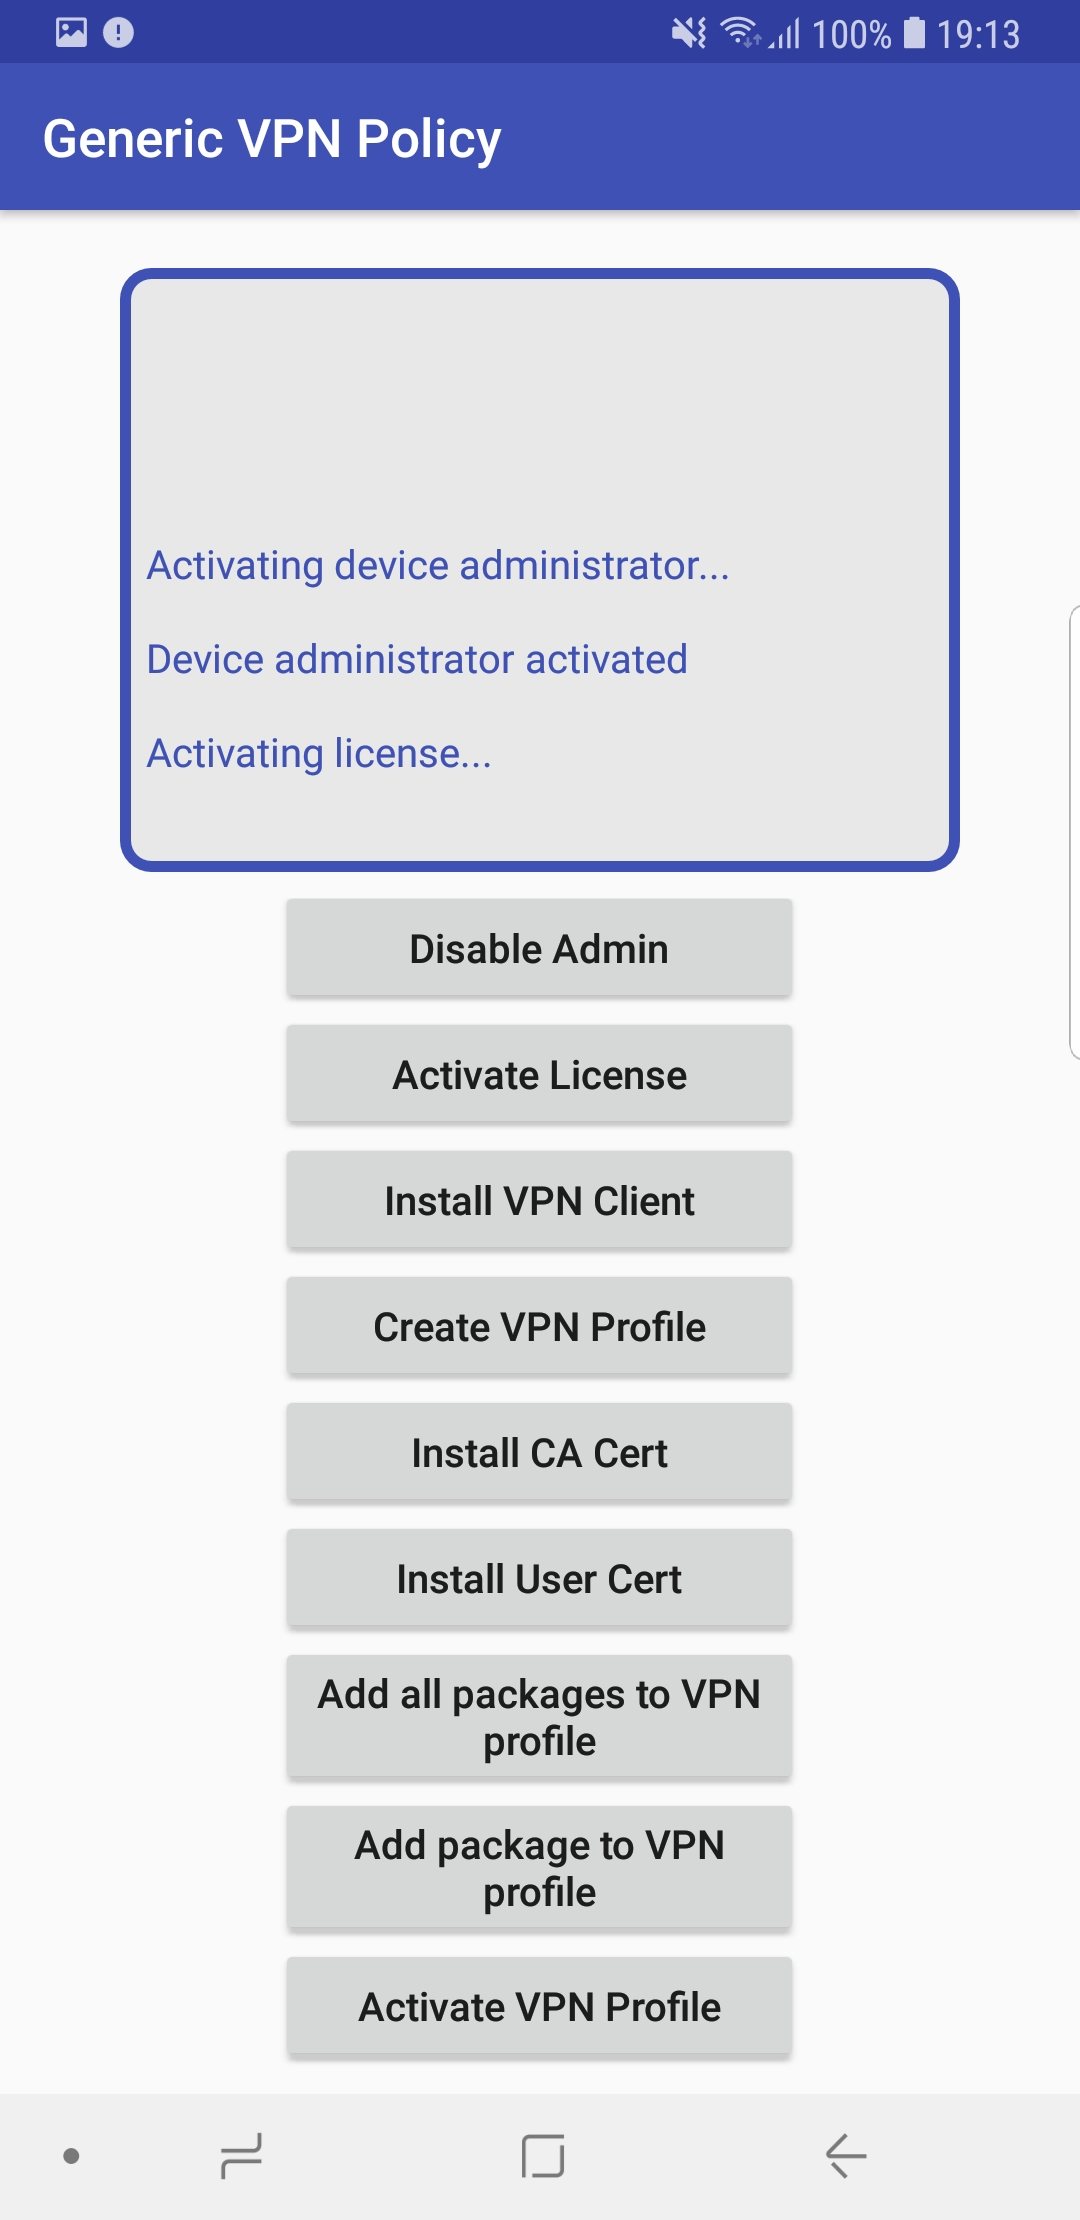 100% 19:13
Generic VPN Policy
Activating device administrator...
Device administrator activated
Activating license...
Disable Admin
Activate License
Install VPN Client
Create VPN Profile
Install CA Cert
Install User Cert
Add all packages to VPN
profile
Add package to VPN
profile
Activate VPN Profile